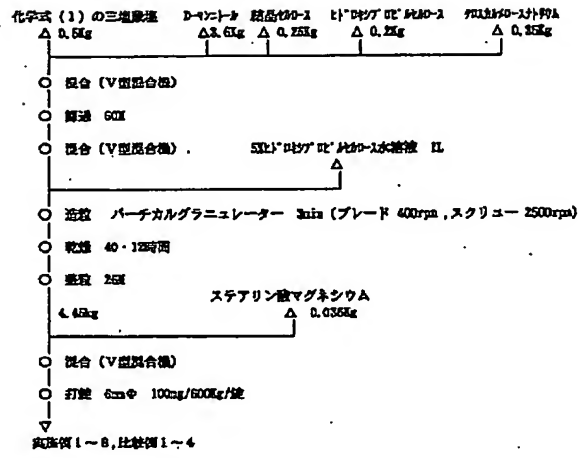 化学式(1)の三塩酸塩 D-マンニトール 結晶セルロース ヒドロキシプロピルセルロース クロスカルメロースナトリウム
△ 0.5Kg △3.6Kg △ 0.25Kg △ 0.2Kg △ 0.35Kg
○ 混合(V型混合機)
○ 篩過 60M
○ 混合(V型混合機) 5%ヒドロキシプロピルセルロース水溶液 1L
△
○ 造粒 バーチカルグラニュレーター 3min (ブレード 400rpm ,スクリュー 2500rpm)
○ 乾燥 40・12時間
○ 整粒 25M
ステアリン酸マグネシウム
4.45kg △ 0.035Kg
○ 混合(V型混合機)
○ 打錠 6mmΦ 100mg/600Kg/錠
▽
実施例1~8,比較例1~4